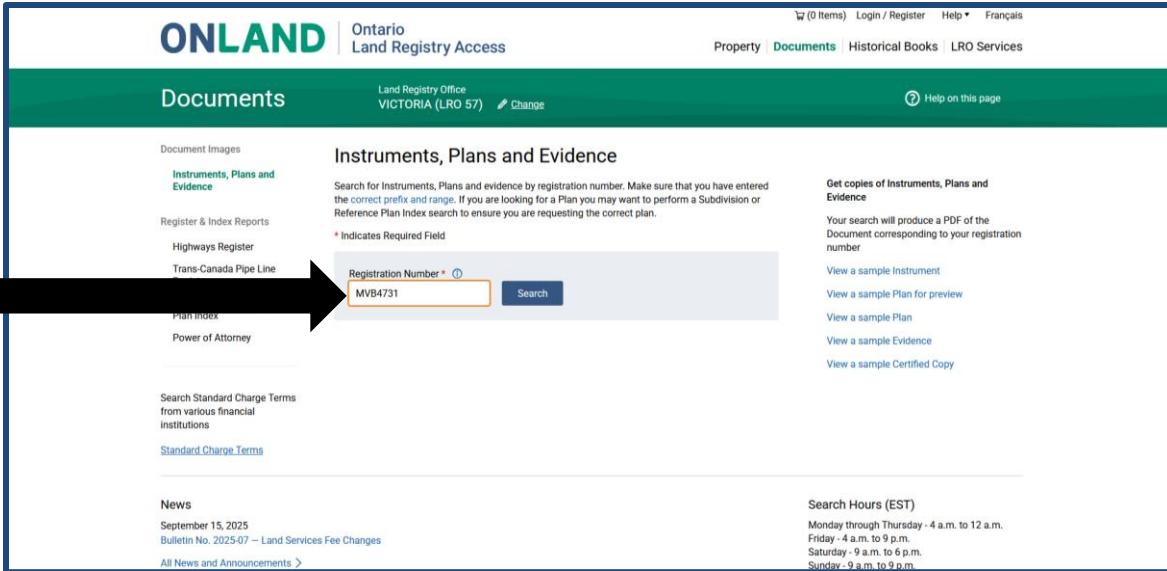 (0 Items) Login / Register Help Français
ONLAND
Ontario
Land Registry Access
Property Documents Historical Books LRO Services
Documents
Land Registry Office
VICTORIA (LRO 57) Change
? Help on this page
Document Images
Instruments, Plans and
Evidence
Register & Index Reports
Highways Register
Trans-Canada Pipe Line
Plan Index
Power of Attorney
Search Standard Charge Terms
from various financial
institutions
Standard Charge Terms
Instruments, Plans and Evidence
Search for Instruments, Plans and evidence by registration number. Make sure that you have entered
the correct prefix and range. If you are looking for a Plan you may want to perform a Subdivision or
Reference Plan Index search to ensure you are requesting the correct plan.
* Indicates Required Field
Registration Number *
MVB4731
Search
Get copies of Instruments, Plans and
Evidence
Your search will produce a PDF of the
Document corresponding to your registration
number
View a sample Instrument
View a sample Plan for preview
View a sample Plan
View a sample Evidence
View a sample Certified Copy
News
September 15, 2025
Bulletin No. 2025-07 — Land Services Fee Changes
All News and Announcements >
Search Hours (EST)
Monday through Thursday - 4 a.m. to 12 a.m.
Friday - 4 a.m. to 9 p.m.
Saturday - 9 a.m. to 6 p.m.
Sunday - 9 a.m. to 9 p.m.